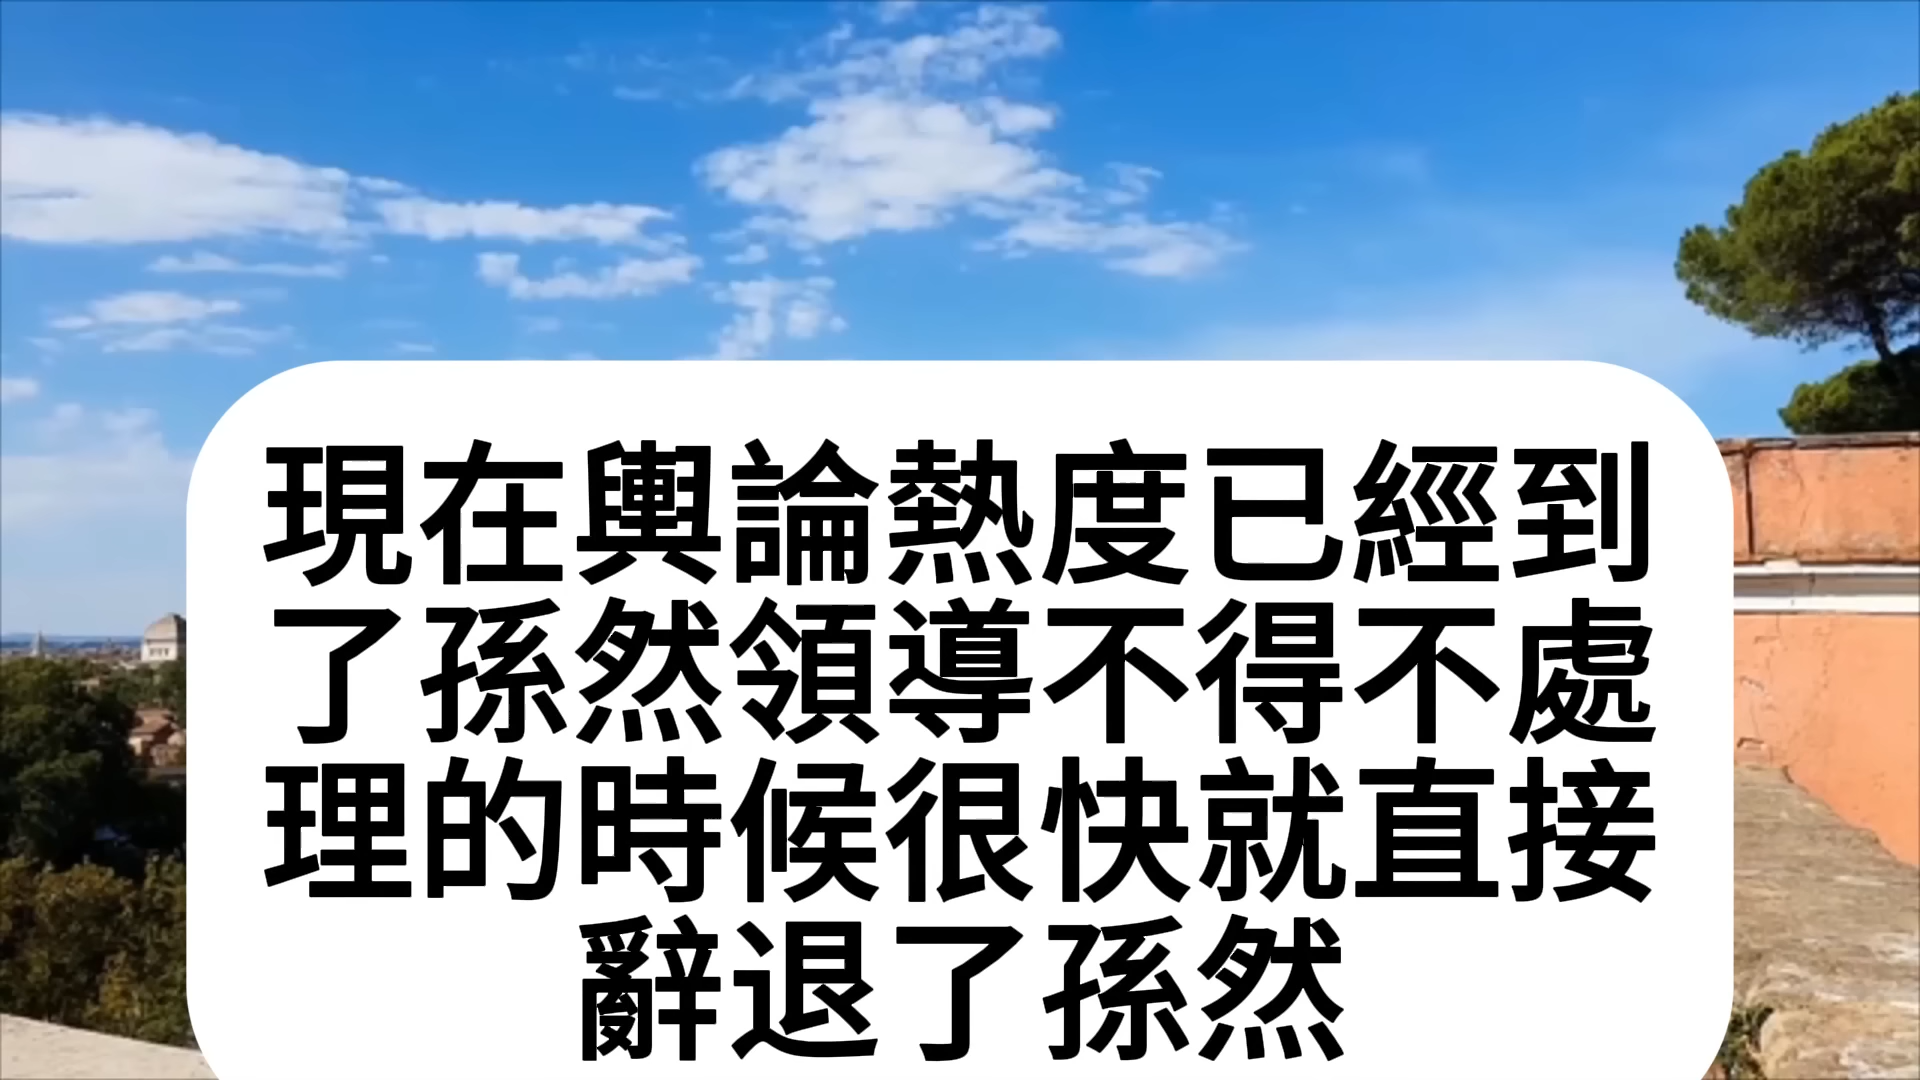 現在輿論熱度已經到
了孫然領導不得不處
理的時候很快就直接
辭退了孫然